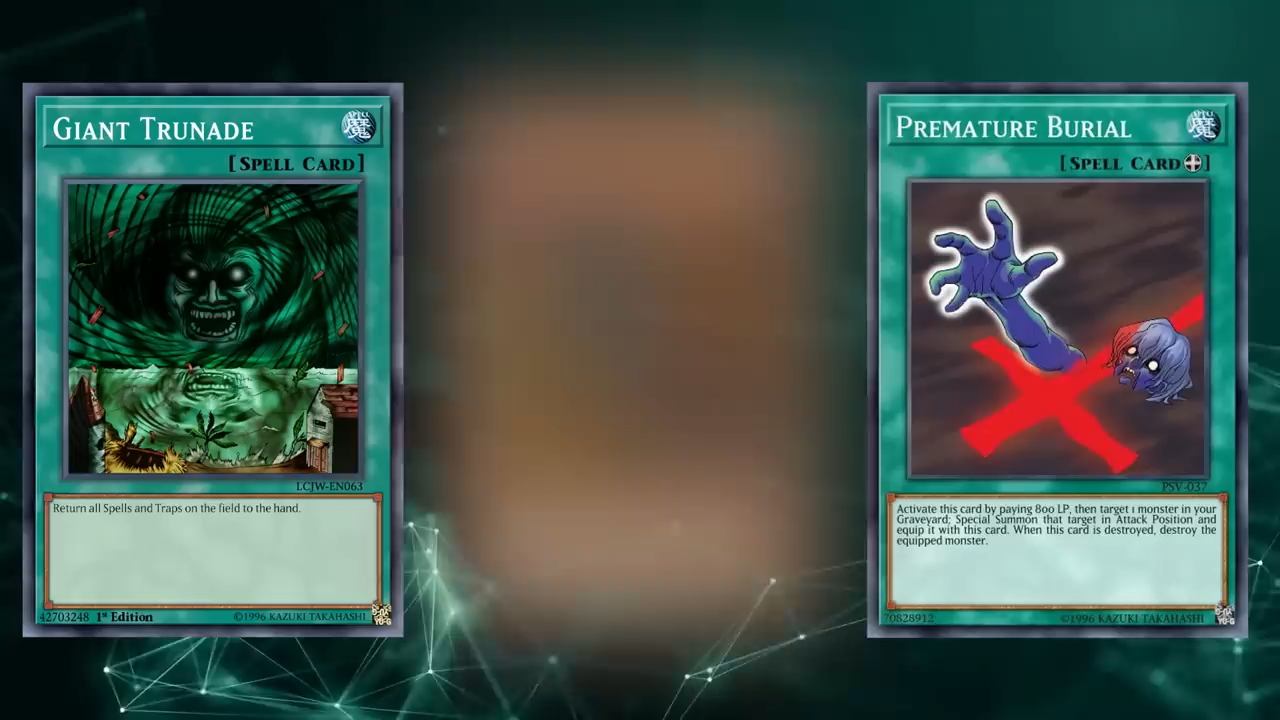 GIANT TRUNADE
魔
[SPELL CARD]
LCJW-EN063
Return all Spells and Traps on the field to the hand.
42703248 1st Edition
©1996 KAZUKI TAKAHASHI
PREMATURE BURIAL
魔
[SPELL CARD]
PSV-037
Activate this card by paying 800 LP, then target 1 monster in your
Graveyard; Special Summon that target in Attack Position and
equip it with this card. When this card is destroyed, destroy the
equipped monster.
70828912
©1996 KAZUKI TAKAHASHI